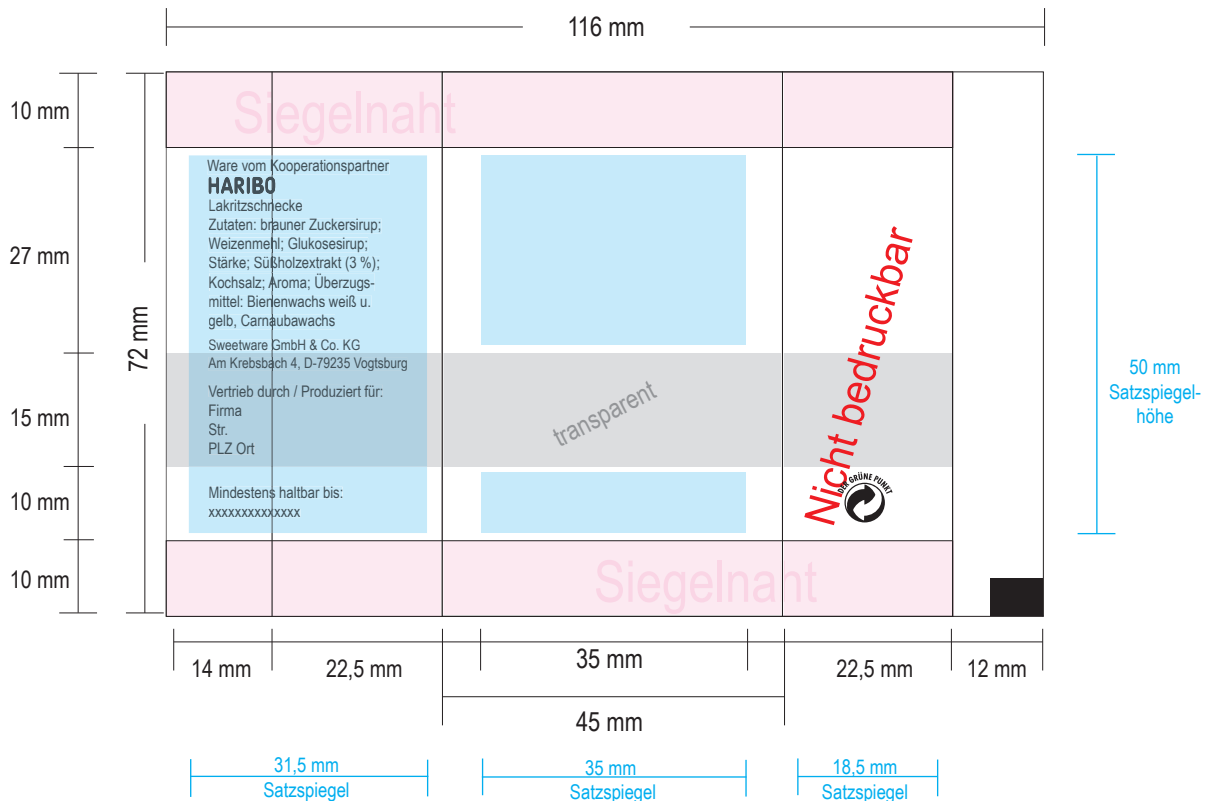 116 mm
10 mm
27 mm
15 mm
10 mm
10 mm
72 mm
Siegelnaht
Ware vom Kooperationspartner
HARIBO
Lakritzschnecke
Zutaten: brauner Zuckersirup;
Weizenmehl; Glukosesirup;
Stärke; Süßholzextrakt (3 %);
Kochsalz; Aroma; Überzugs-
mittel: Bienenwachs weiß u.
gelb, Carnaubawachs
Sweetware GmbH & Co. KG
Am Krebsbach 4, D-79235 Vogtsburg
Vertrieb durch / Produziert für:
Firma
Str.
PLZ Ort
Mindestens haltbar bis:
xxxxxxxxxxxxxx
transparent
Nicht bedruckbar
DER GRÜNE PUNKT
50 mm
Satzspiegel-
höhe
Siegelnaht
14 mm
22,5 mm
35 mm
22,5 mm
12 mm
45 mm
31,5 mm
Satzspiegel
35 mm
Satzspiegel
18,5 mm
Satzspiegel